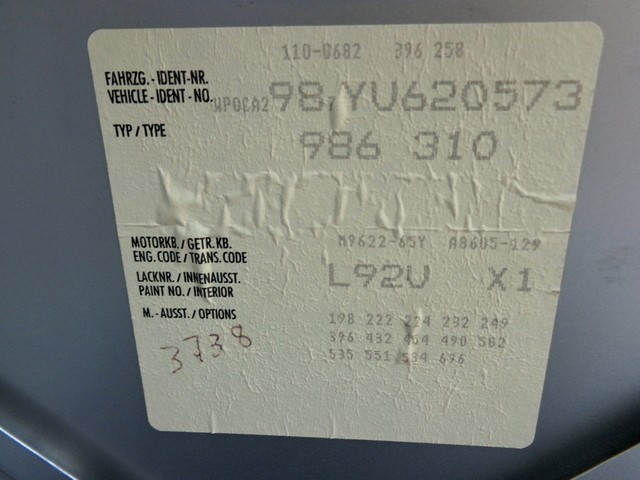 110-0682 396 258
FAHRZG.-IDENT-NR.
VEHICLE-IDENT-NO. WP0CA2 98 YU620573
TYP/TYPE 986 310
MOTORKB./GETR.KB. M9622-65Y A8605-129
ENG.CODE/TRANS.CODE
LACKNR./INNENAUSST. L92U X1
PAINT NO./INTERIOR
M.-AUSST./OPTIONS 198 222 224 232 249
396 432 454 490 582
3738 535 551 534 696